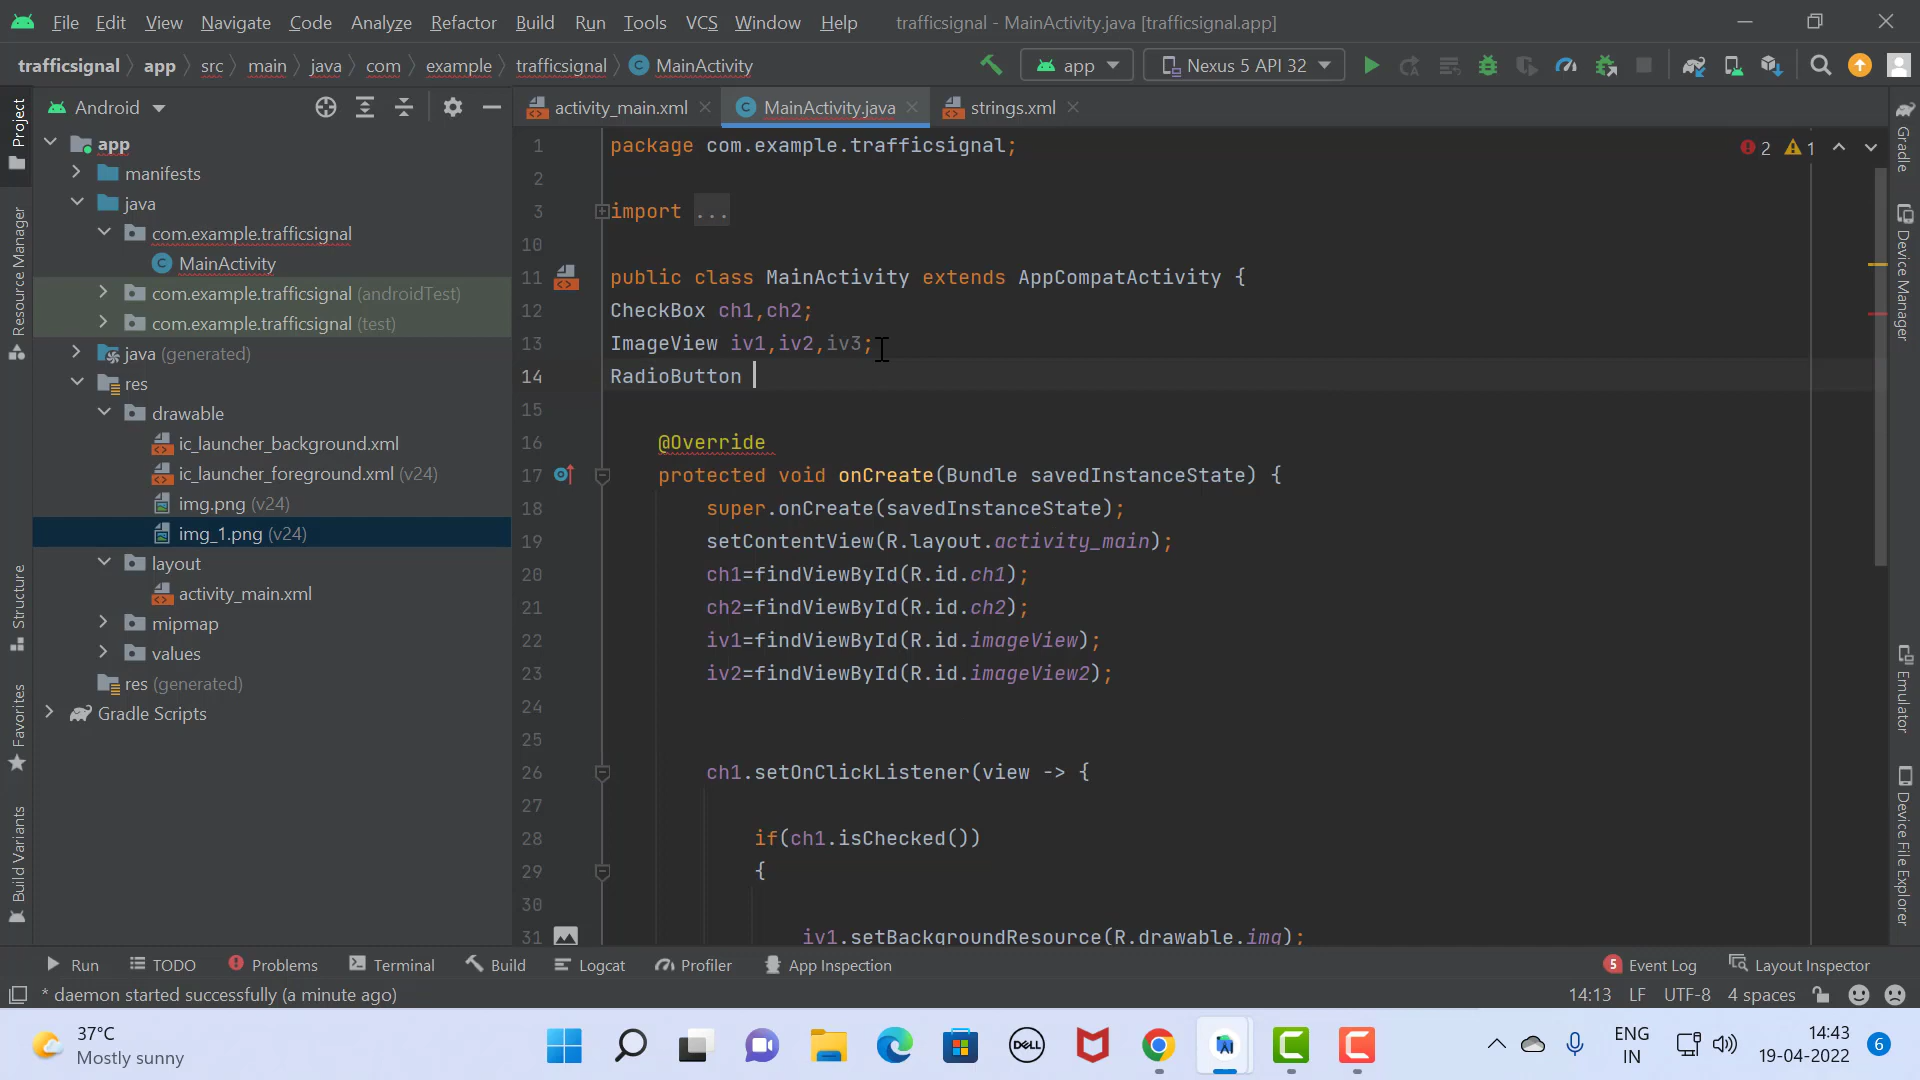 File Edit View Navigate Code Analyze Refactor Build Run Tools VCS Window Help trafficsignal - MainActivity.java [trafficsignal.app]
trafficsignal app src main java com example trafficsignal MainActivity app Nexus 5 API 32
Android
activity_main.xml MainActivity.java strings.xml
Project
Resource Manager
Structure
Favorites
Build Variants
app
manifests
java
com.example.trafficsignal
MainActivity
com.example.trafficsignal (androidTest)
com.example.trafficsignal (test)
java (generated)
res
drawable
ic_launcher_background.xml
ic_launcher_foreground.xml (v24)
img.png (v24)
img_1.png (v24)
layout
activity_main.xml
mipmap
values
res (generated)
Gradle Scripts
1 package com.example.trafficsignal;
2
3 import ...
10
11 public class MainActivity extends AppCompatActivity {
12 CheckBox ch1,ch2;
13 ImageView iv1,iv2,iv3;
14 RadioButton
15
16 @Override
17 protected void onCreate(Bundle savedInstanceState) {
18 super.onCreate(savedInstanceState);
19 setContentView(R.layout.activity_main);
20 ch1=findViewById(R.id.ch1);
21 ch2=findViewById(R.id.ch2);
22 iv1=findViewById(R.id.imageView);
23 iv2=findViewById(R.id.imageView2);
24
25
26 ch1.setOnClickListener(view -> {
27
28 if(ch1.isChecked())
29 {
30
31 iv1.setBackgroundResource(R.drawable.img);
2 1
Gradle
Device Manager
Emulator
Device File Explorer
Run TODO Problems Terminal Build Logcat Profiler App Inspection 5 Event Log Layout Inspector
* daemon started successfully (a minute ago) 14:13 LF UTF-8 4 spaces
37°C
Mostly sunny
DELL
ENG
IN
14:43
19-04-2022
6